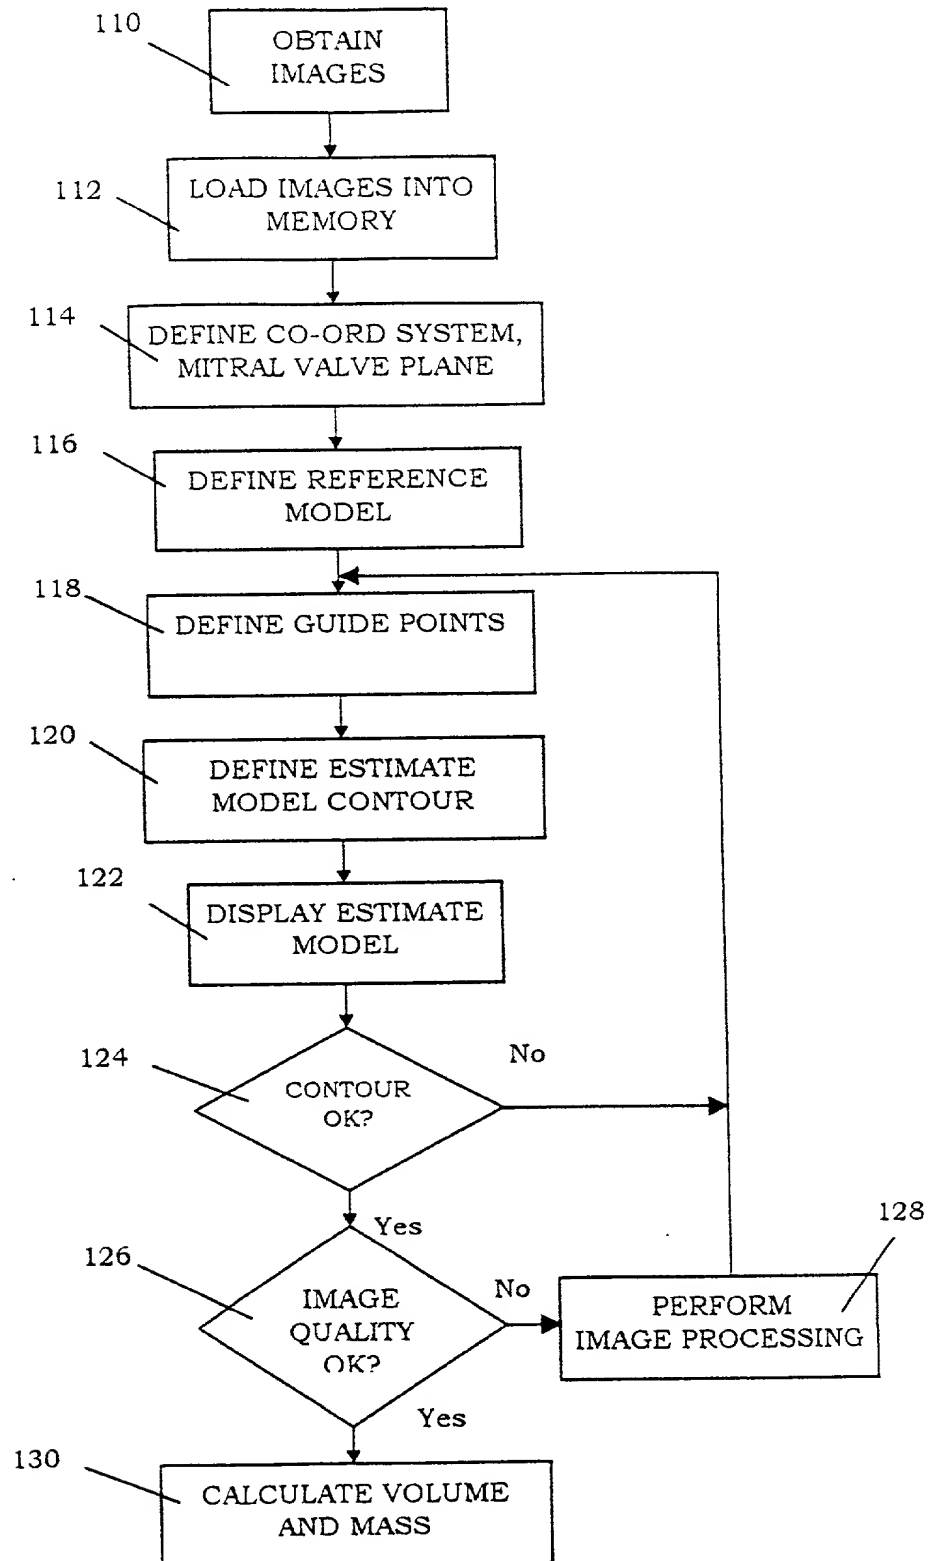 110
OBTAIN
IMAGES
112
LOAD IMAGES INTO
MEMORY
114
DEFINE CO-ORD SYSTEM,
MITRAL VALVE PLANE
116
DEFINE REFERENCE
MODEL
118
DEFINE GUIDE POINTS
120
DEFINE ESTIMATE
MODEL CONTOUR
122
DISPLAY ESTIMATE
MODEL
124
CONTOUR
OK?
No
Yes
126
IMAGE
QUALITY
OK?
No
128
PERFORM
IMAGE PROCESSING
Yes
130
CALCULATE VOLUME
AND MASS